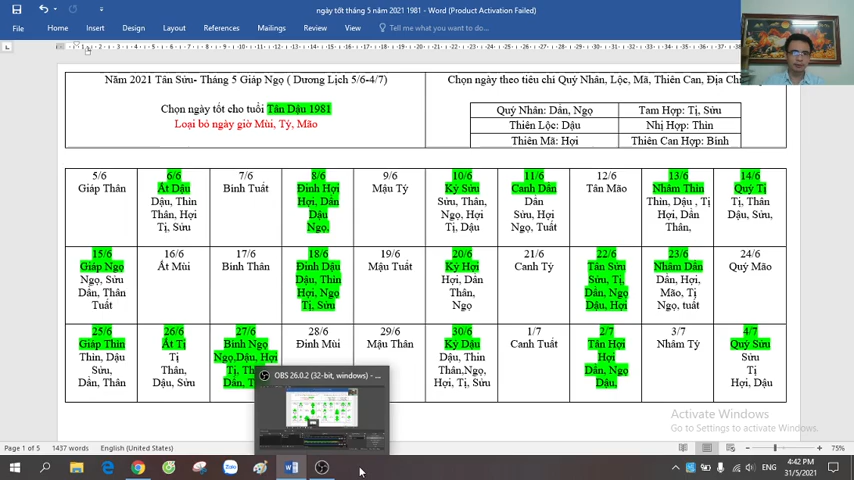 ngày tốt tháng 5 năm 2021 1981 - Word (Product Activation Failed)
File Home Insert Draw Design Layout References Mailings Review View Tell me what you want to do
Năm 2021 Tân Sửu- Tháng 5 Giáp Ngọ ( Dương Lịch 5/6-4/7)
Chọn ngày tốt cho tuổi Tân Dậu 1981
Loại bỏ ngày giờ Mùi, Tý, Mão
Chọn ngày theo tiêu chí Quý Nhân, Lộc, Mã, Thiên Can, Địa Chi
Quý Nhân: Dần, Ngọ Tam Hợp: Tị, Sửu
Thiên Lộc: Dậu Nhị Hợp: Thìn
Thiên Mã: Hợi Thiên Can Hợp: Bính
5/6 6/6 7/6 8/6 9/6 10/6 11/6 12/6 13/6 14/6
Giáp Thân Ất Dậu Bính Tuất Đinh Hợi Mậu Tý Kỷ Sửu Canh Dần Tân Mão Nhâm Thìn Quý Tị
Dậu, Thìn Hợi, Dần Sửu, Thân, Dần Thìn, Dậu , Tị Tị, Thân
Thân, Hợi Dậu Ngọ, Hợi Sửu, Hợi Hợi, Dần Dậu, Sửu,
Tị, Sửu Ngọ, Tị, Dậu Ngọ, Tuất Thân,
15/6 16/6 17/6 18/6 19/6 20/6 21/6 22/6 23/6 24/6
Giáp Ngọ Ất Mùi Bính Thân Đinh Dậu Mậu Tuất Kỷ Hợi Canh Tý Tân Sửu Nhâm Dần Quý Mão
Ngọ, Sửu Dậu, Thìn Hợi, Dần Sửu, Tị, Dần, Hợi,
Dần, Thân Hợi, Ngọ Thân, Dần, Ngọ Mão, Tị
Tuất Tị, Sửu Ngọ Dậu, Hợi Ngọ, tuất
25/6 26/6 27/6 28/6 29/6 30/6 1/7 2/7 3/7 4/7
Giáp Thìn Ất Tị Bính Ngọ Đinh Mùi Mậu Thân Kỷ Dậu Canh Tuất Tân Hợi Nhâm Tý Quý Sửu
Thìn, Dậu Tị Ngọ,Dậu, Hợi Dậu, Thìn Hợi Sửu
Sửu, Thân, Thân,Ngọ, Dần, Ngọ Tị
Dần, Thân Dậu, Sửu Hợi, Tị, Sửu Dậu, Hợi, Dậu
OBS 26.0.2 (32-bit, windows) - ...
Activate Windows
Go to Settings to activate Windows.
Page 1 of 5 1437 words English (United States) 75%
Zalo
ENG
4:42 PM
31/5/2021